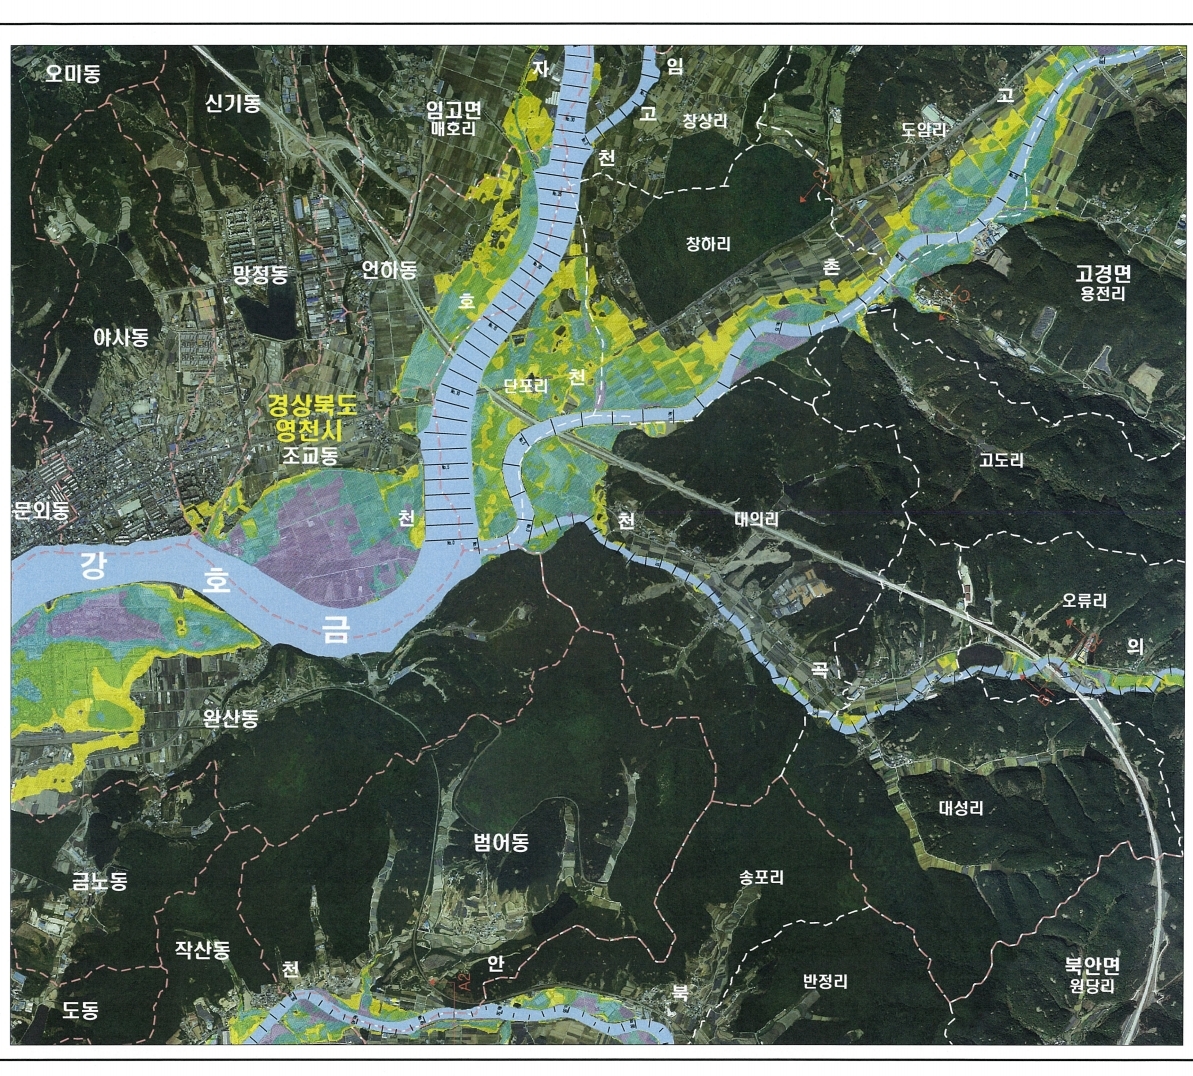 오미동
신기동
임고면
매호리
자
임
고
창상리
천
고
도암리
창하리
촌
고경면
용전리
망정동
언하동
호
야사동
단포리
천
경상북도
영천시
조교동
고도리
문외동
천
천
대의리
강
호
금
오류리
의
곡
완산동
대성리
범어동
송포리
금노동
작산동
천
안
북
반정리
북안면
원당리
도동